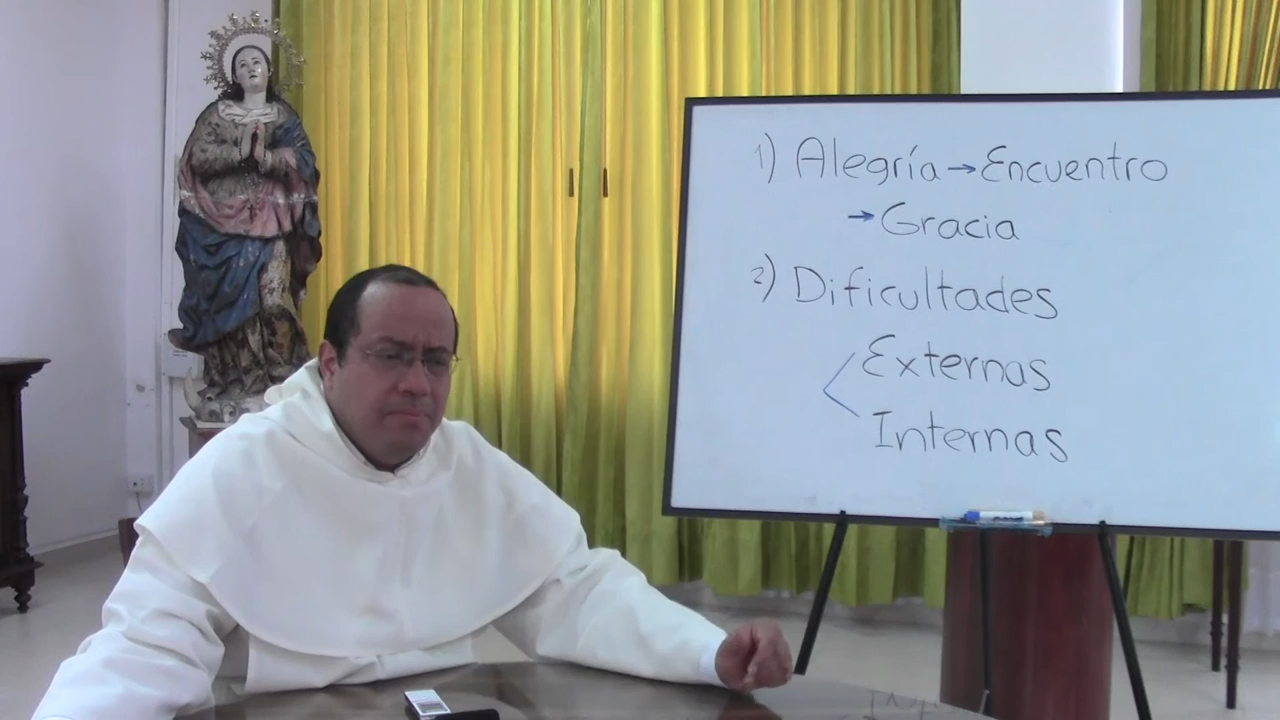 1) Alegría → Encuentro
→ Gracia
2) Dificultades
Externas
Internas